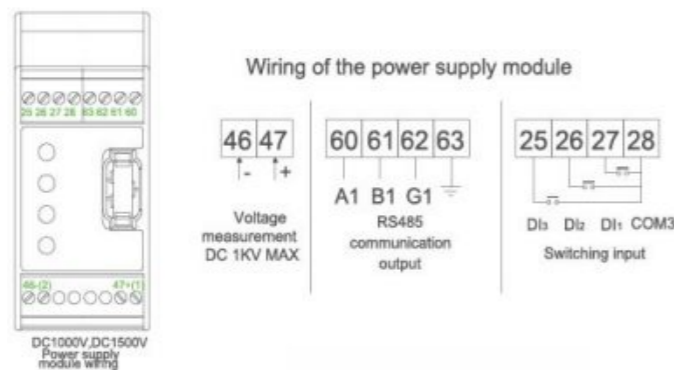 Wiring of the power supply module
25 26 27 28 63 62 61 60
46-(2) 47+(1)
DC1000V,DC1500V
Power supply
module wiring
46 47
- +
Voltage
measurement
DC 1KV MAX
60 61 62 63
A1 B1 G1
RS485
communication
output
25 26 27 28
DI3 DI2 DI1 COM3
Switching input